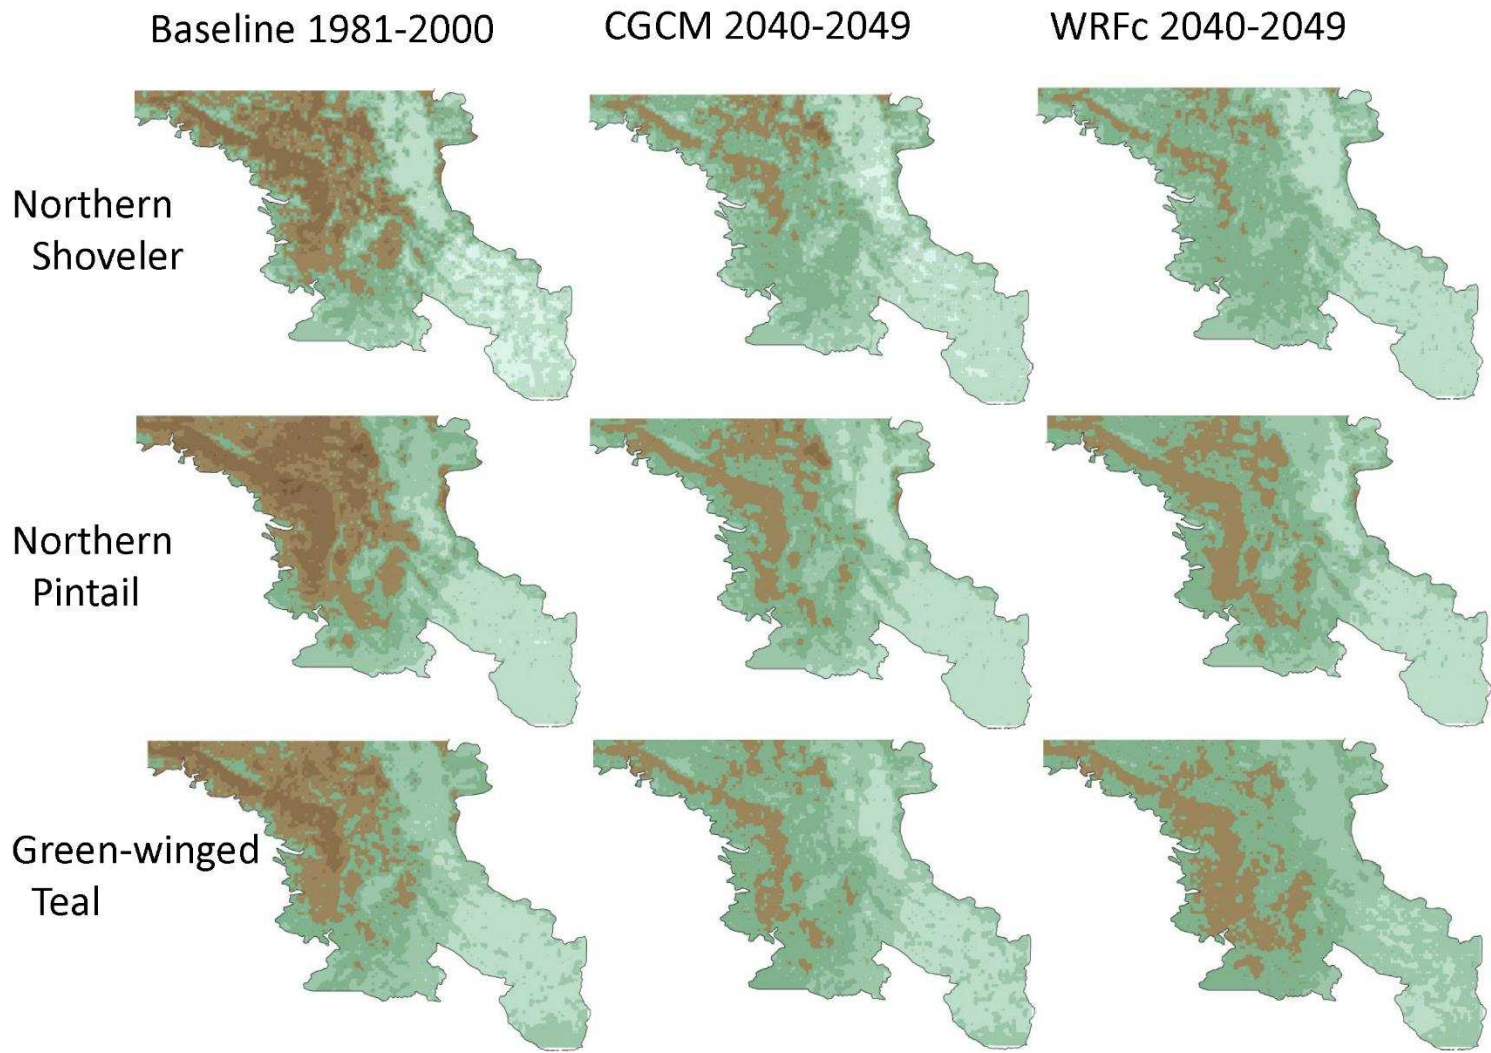 Baseline 1981-2000
CGCM 2040-2049
WRFc 2040-2049
Northern
Shoveler
Northern
Pintail
Green-winged
Teal